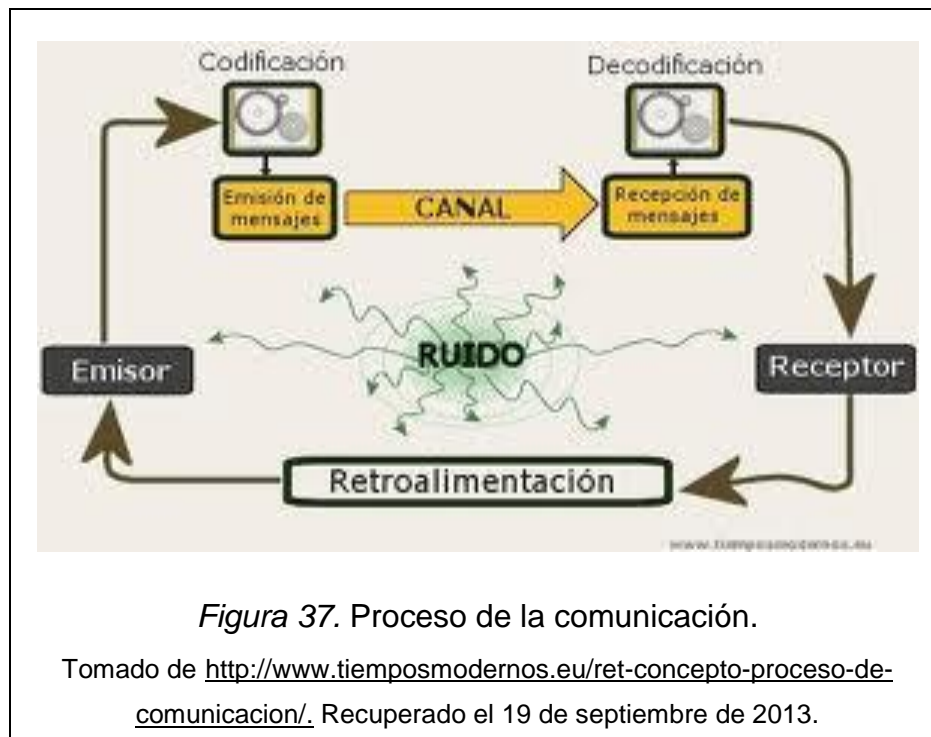 Codificación
Decodificación
Emisión de
mensajes
CANAL
Recepción de
mensajes
RUIDO
Emisor
Receptor
Retroalimentación
www.tiemposmodernos.eu
Figura 37. Proceso de la comunicación.
Tomado de http://www.tiemposmodernos.eu/ret-concepto-proceso-de-
comunicacion/. Recuperado el 19 de septiembre de 2013.